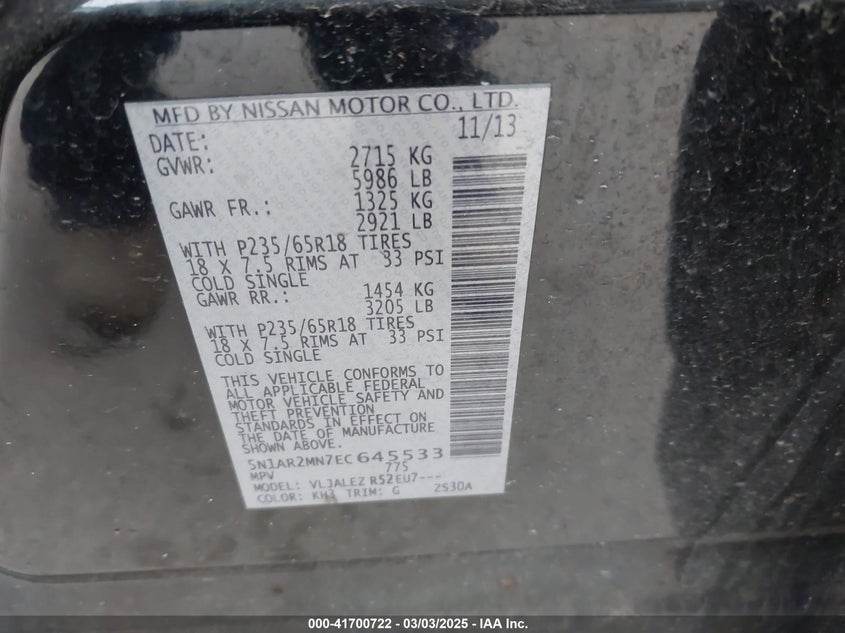 MFD BY NISSAN MOTOR CO., LTD.
DATE: 11/13
GVWR: 2715 KG
5986 LB
GAWR FR.: 1325 KG
2921 LB
WITH P235/65R18 TIRES
18 X 7.5 RIMS AT 33 PSI
COLD SINGLE
GAWR RR.: 1454 KG
3205 LB
WITH P235/65R18 TIRES
18 X 7.5 RIMS AT 33 PSI
COLD SINGLE
THIS VEHICLE CONFORMS TO
ALL APPLICABLE FEDERAL
MOTOR VEHICLE SAFETY AND
THEFT PREVENTION
STANDARDS IN EFFECT ON
THE DATE OF MANUFACTURE
SHOWN ABOVE.
5N1AR2MN7EC645533
MPV 775
MODEL: VLJALEZ R52EU7---
COLOR: KH3 TRIM: G ZS30A
000-41700722 - 03/03/2025 - IAA Inc.